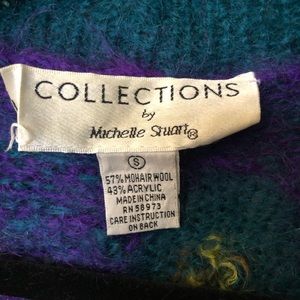 COLLECTIONS
by
Michelle Stuart®
S
57% MOHAIR WOOL
43% ACRYLIC
MADE IN CHINA
RN 58973
CARE INSTRUCTION
ON BACK